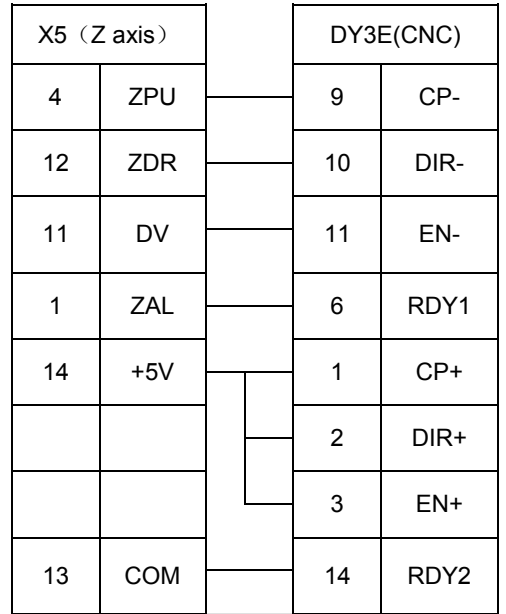 X5（Z axis） DY3E(CNC)
4 ZPU 9 CP-
12 ZDR 10 DIR-
11 DV 11 EN-
1 ZAL 6 RDY1
14 +5V 1 CP+
2 DIR+
3 EN+
13 COM 14 RDY2